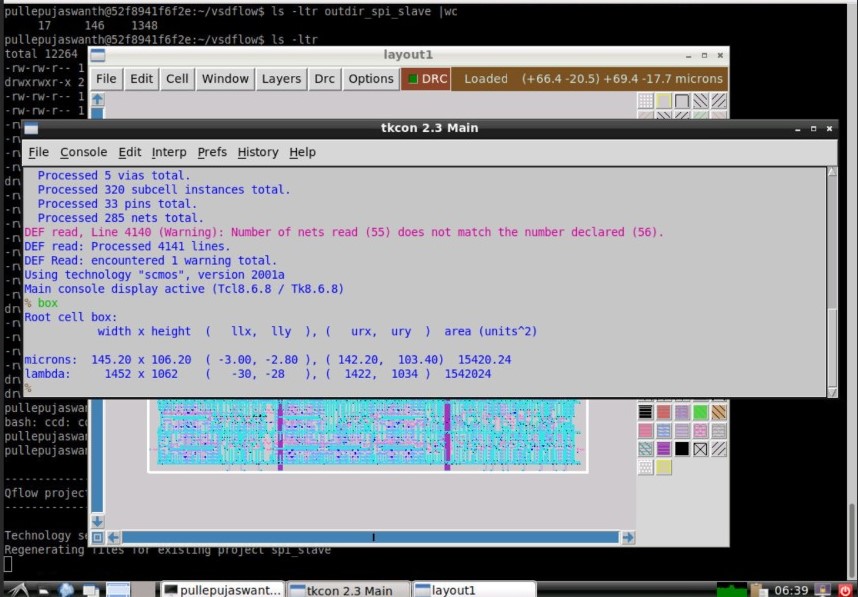 pullepujaswanth@52f8941f6f2e:~/vsdflow$ ls -ltr outdir_spi_slave |wc
17 146 1348
pullepujaswanth@52f8941f6f2e:~/vsdflow$ ls -ltr
total 12264
layout1
-rw-rw-r-- 1
File Edit Cell Window Layers Drc Options DRC Loaded (+66.4 -20.5) +69.4 -17.7 microns
drwxrwxr-x 2
-rw-rw-r-- 1
-rw-rw-r-- 1
tkcon 2.3 Main
File Console Edit Interp Prefs History Help
Processed 5 vias total.
Processed 320 subcell instances total.
Processed 33 pins total.
Processed 285 nets total.
DEF read, Line 4140 (Warning): Number of nets read (55) does not match the number declared (56).
DEF read: Processed 4141 lines.
DEF Read: encountered 1 warning total.
Using technology "scmos", version 2001a
Main console display active (Tcl8.6.8 / Tk8.6.8)
% box
Root cell box:
width x height ( llx, lly ), ( urx, ury ) area (units^2)
microns: 145.20 x 106.20 ( -3.00, -2.80 ), ( 142.20, 103.40) 15420.24
lambda: 1452 x 1062 ( -30, -28 ), ( 1422, 1034 ) 1542024
%
pullepujaswan
bash: ccd: co
pullepujaswan
pullepujaswan
-----------
Qflow project
-----------
Technology se
Regenerating files for existing project spi_slave
pullepujaswant... tkcon 2.3 Main layout1 06:39